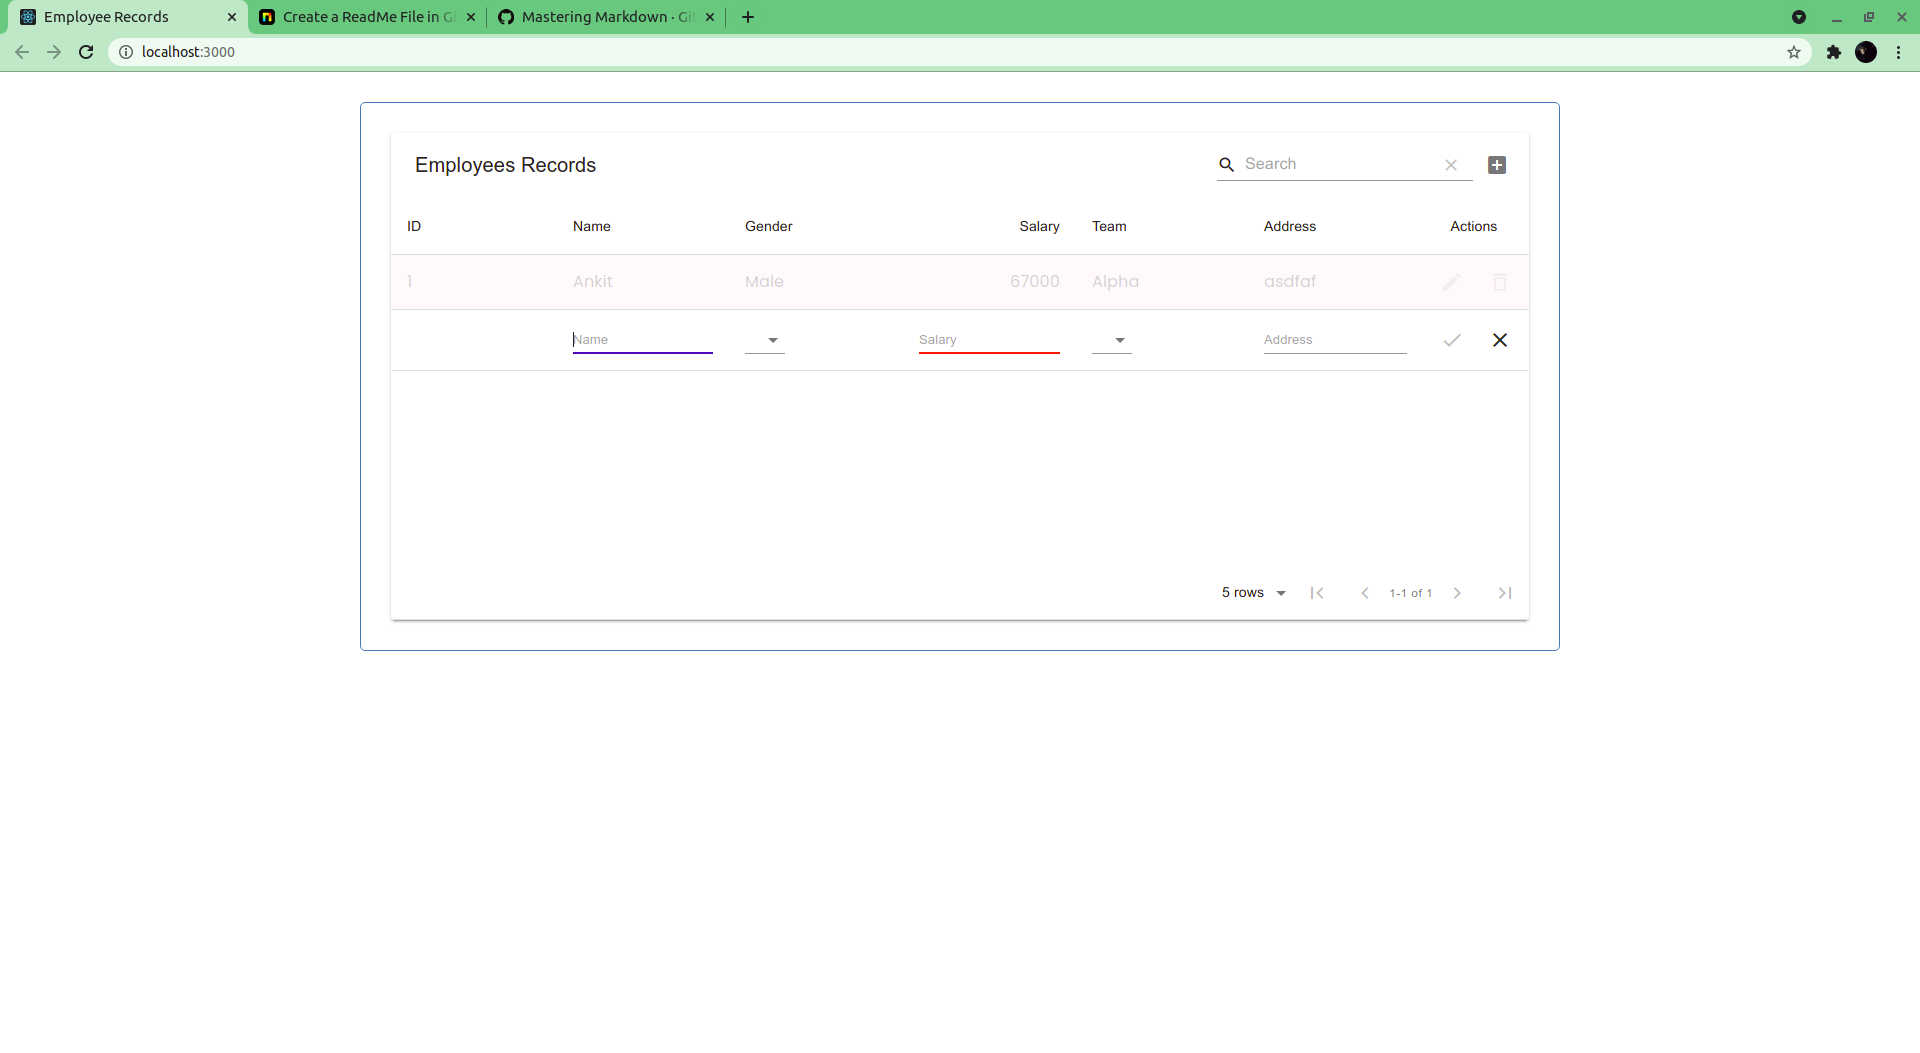 Employee Records
Create a ReadMe File in Gi
Mastering Markdown · Git
localhost:3000
Employees Records
Search
ID Name Gender Salary Team Address Actions
1 Ankit Male 67000 Alpha asdfaf
Name Salary Address
5 rows 1-1 of 1